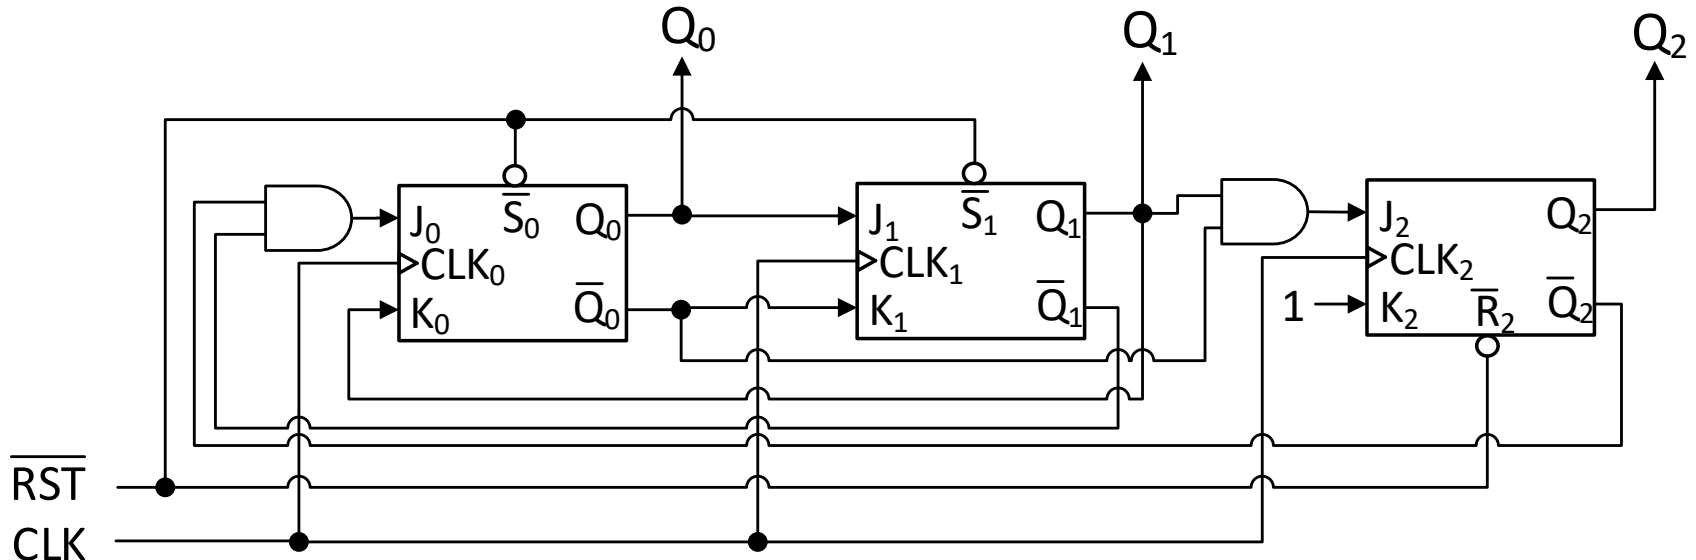 Q₀ Q₁ Q₂
J₀ S̅₀ Q₀ J₁ S̅₁ Q₁ J₂ Q₂
CLK₀ CLK₁ CLK₂
K₀ Q̅₀ K₁ Q̅₁ 1 K₂ R̅₂ Q̅₂
R̅S̅T̅
CLK